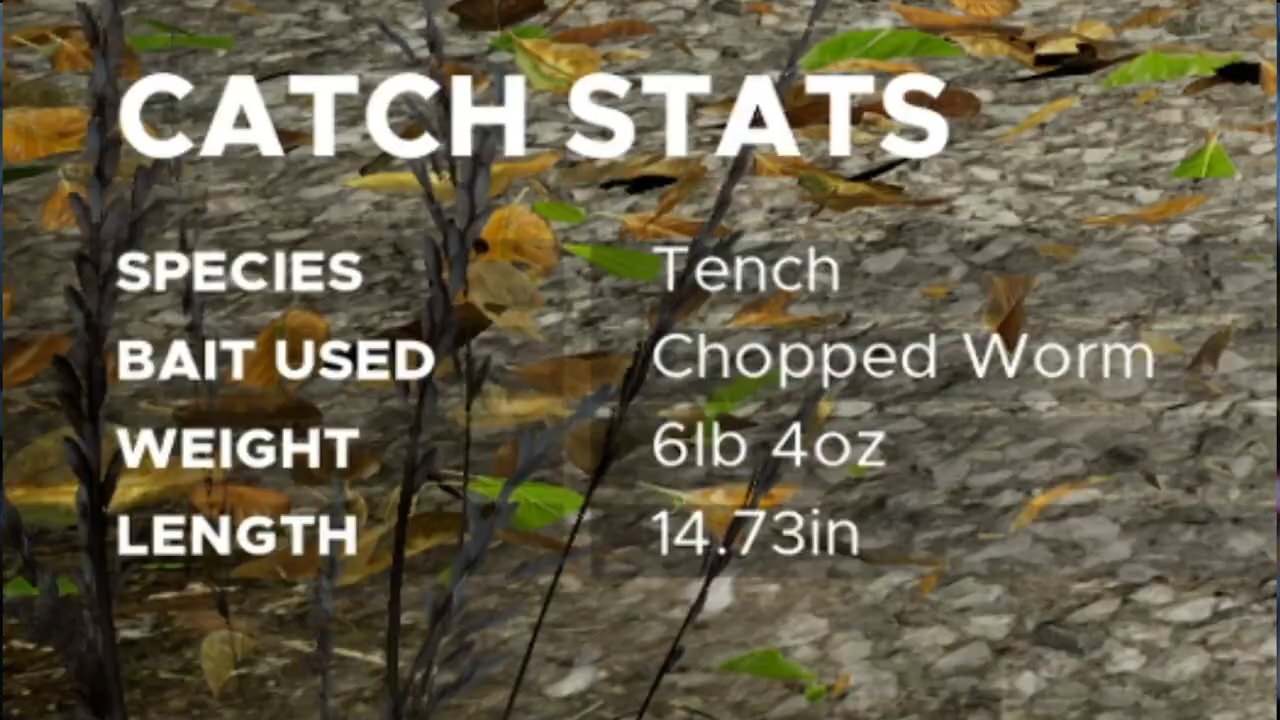 CATCH STATS
SPECIES Tench
BAIT USED Chopped Worm
WEIGHT 6lb 4oz
LENGTH 14.73in